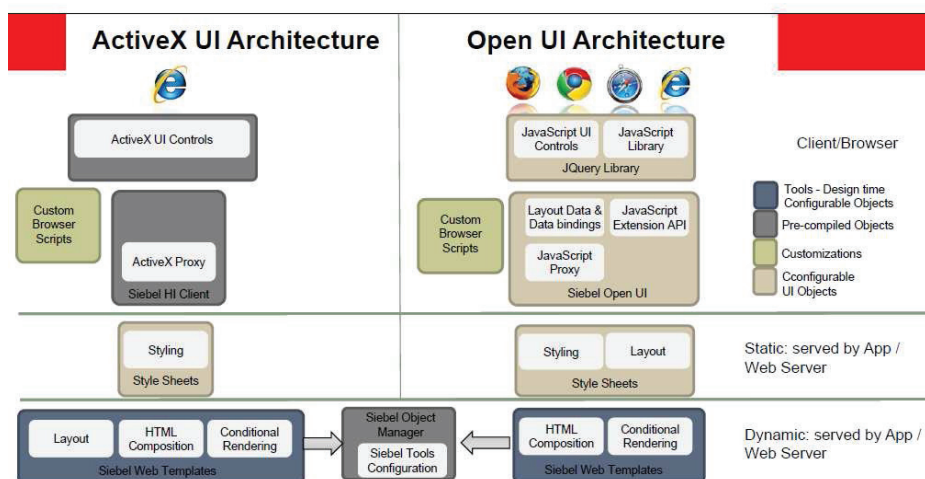 ActiveX UI Architecture
Open UI Architecture
ActiveX UI Controls
JavaScript UI
Controls
JavaScript
Library
JQuery Library
Client/Browser
Custom
Browser
Scripts
ActiveX Proxy
Siebel HI Client
Custom
Browser
Scripts
Layout Data &
Data bindings
JavaScript
Extension API
JavaScript
Proxy
Siebel Open UI
Tools - Design time
Configurable Objects
Pre-compiled Objects
Customizations
Cconfigurable
UI Objects
Styling
Style Sheets
Styling
Layout
Style Sheets
Static: served by App /
Web Server
Layout
HTML
Composition
Conditional
Rendering
Siebel Web Templates
Siebel Object
Manager
Siebel Tools
Configuration
HTML
Composition
Conditional
Rendering
Siebel Web Templates
Dynamic: served by App /
Web Server